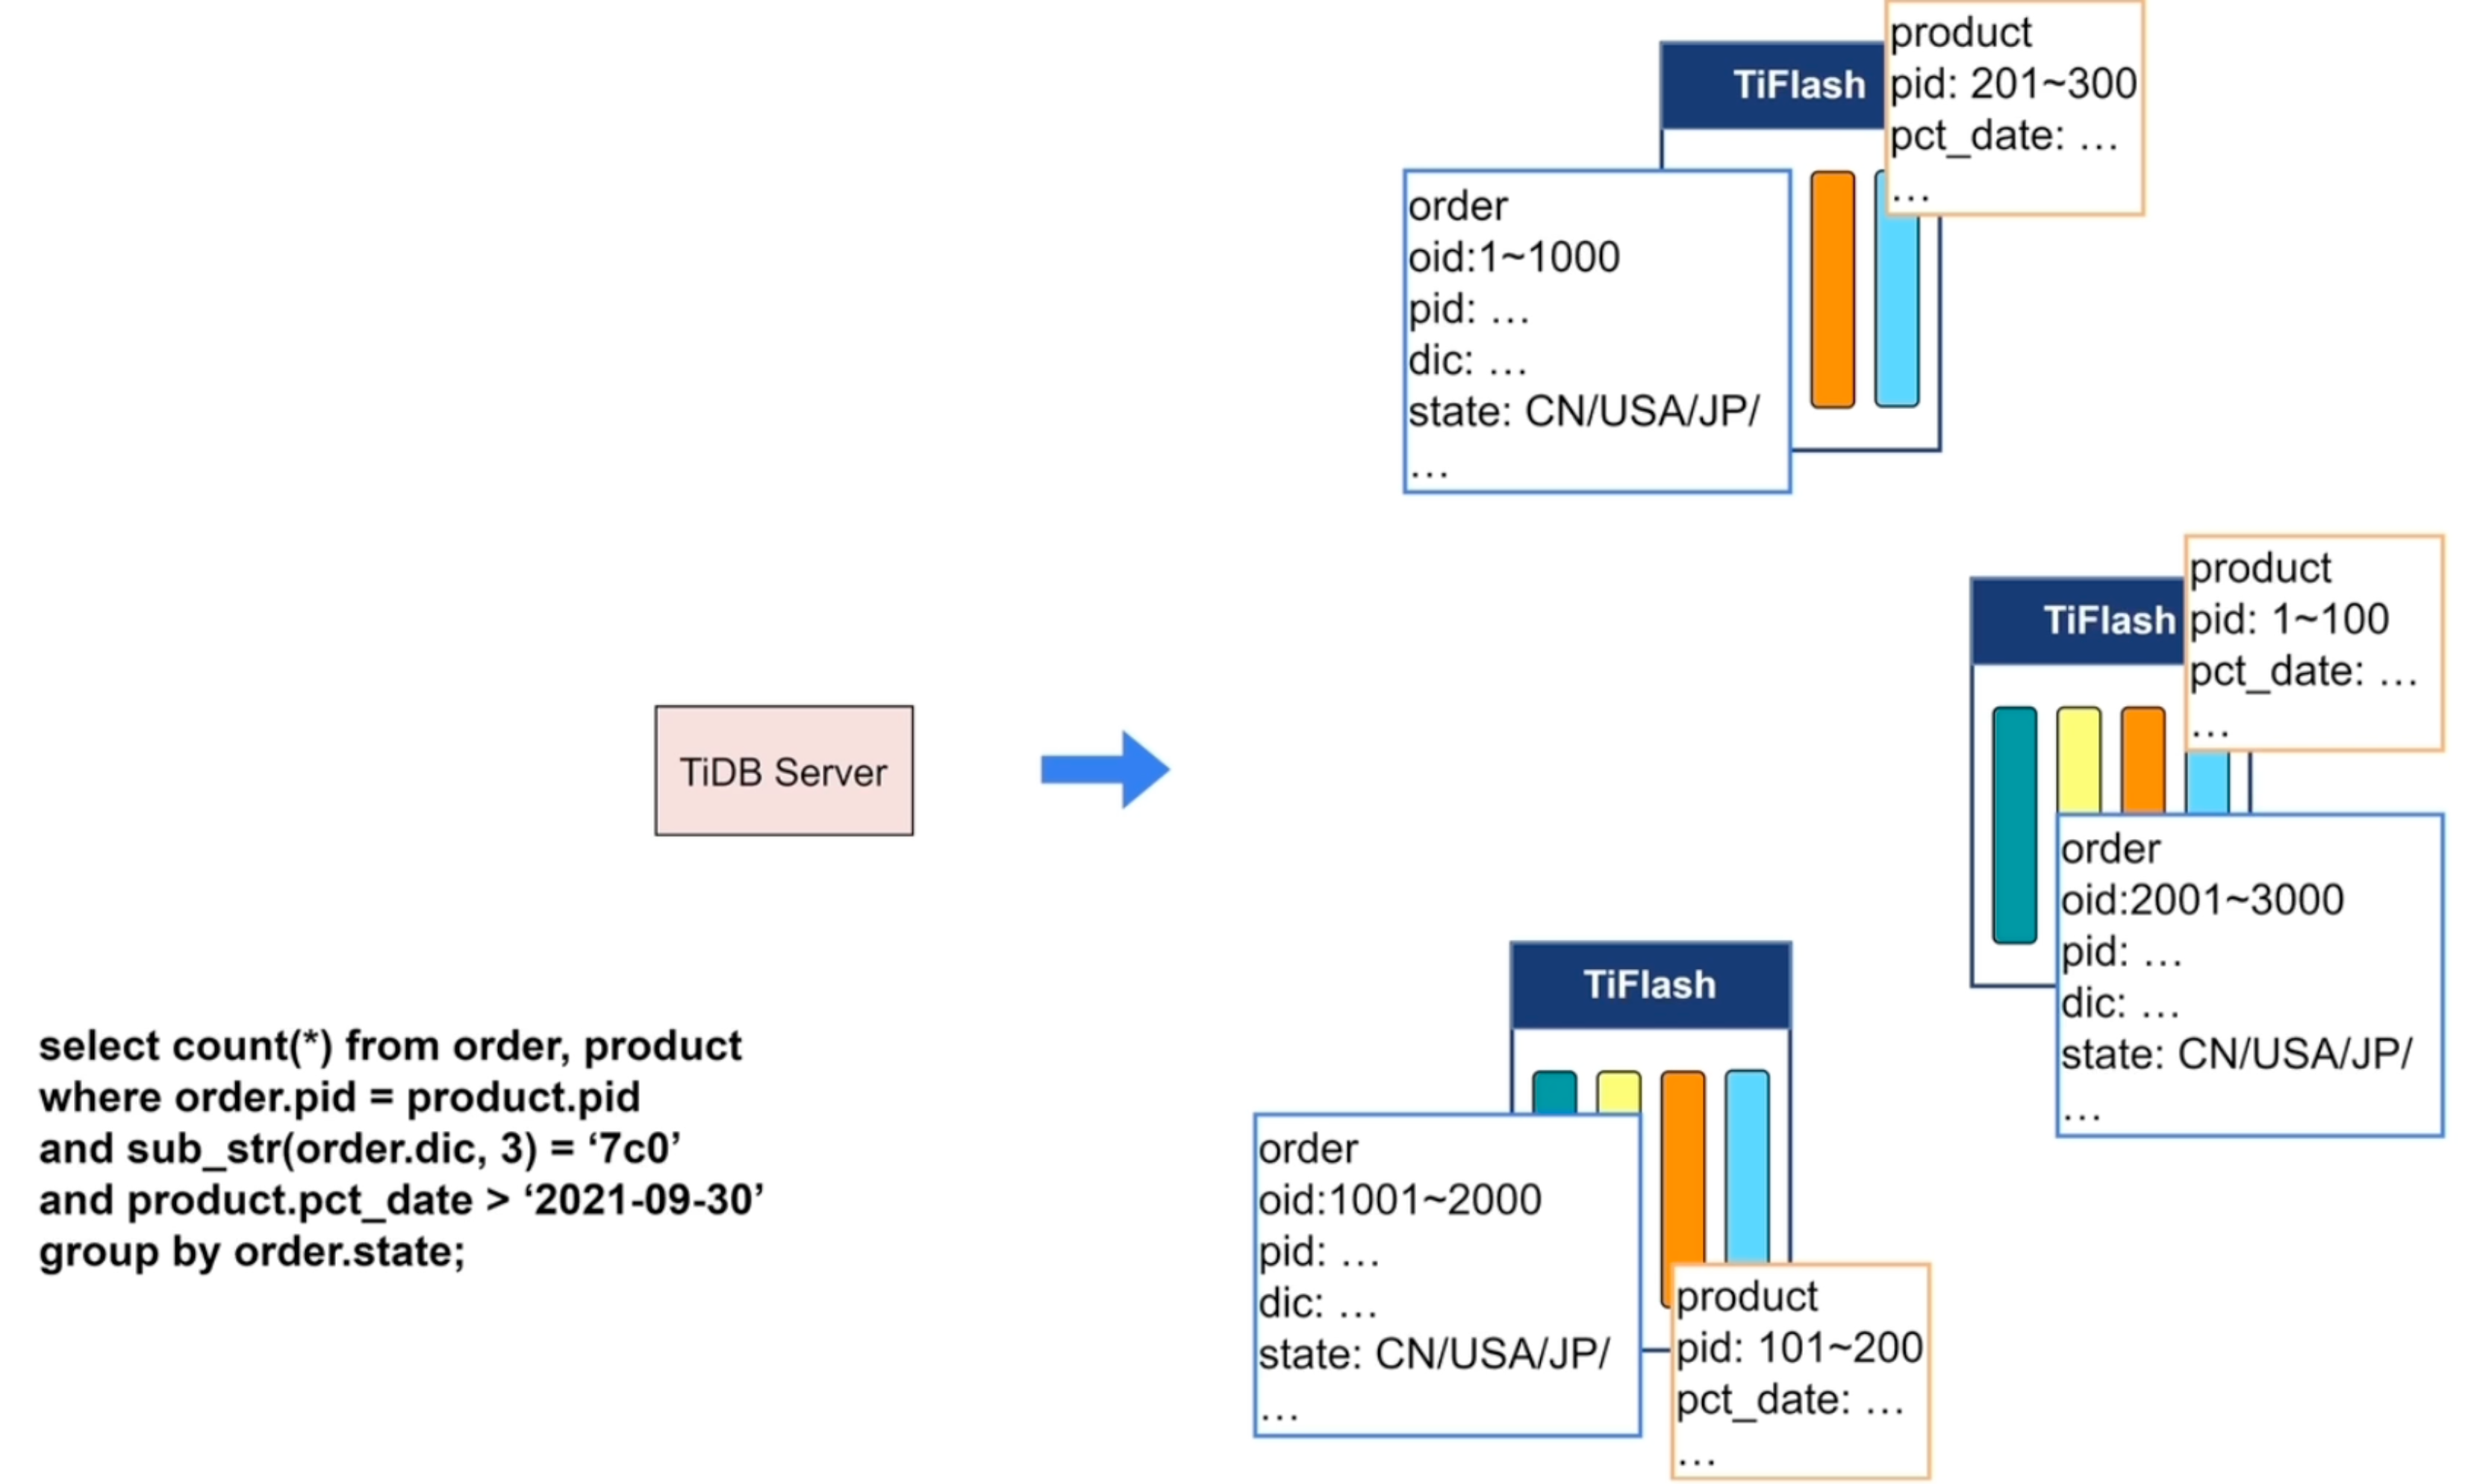 product
pid: 201~300
pct_date: …
…
TiFlash
order
oid:1~1000
pid: …
dic: …
state: CN/USA/JP/
…
product
pid: 1~100
pct_date: …
…
TiFlash
order
oid:2001~3000
pid: …
dic: …
state: CN/USA/JP/
…
TiDB Server
TiFlash
order
oid:1001~2000
pid: …
dic: …
state: CN/USA/JP/
…
product
pid: 101~200
pct_date: …
…
select count(*) from order, product
where order.pid = product.pid
and sub_str(order.dic, 3) = ‘7c0’
and product.pct_date > ‘2021-09-30’
group by order.state;